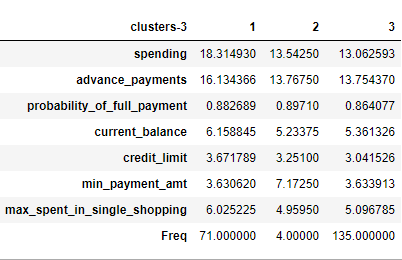 clusters-3 1 2 3
spending 18.314930 13.54250 13.062593
advance_payments 16.134366 13.76750 13.754370
probability_of_full_payment 0.882689 0.89710 0.864077
current_balance 6.158845 5.23375 5.361326
credit_limit 3.671789 3.25100 3.041526
min_payment_amt 3.630620 7.17250 3.633913
max_spent_in_single_shopping 6.025225 4.95950 5.096785
Freq 71.000000 4.00000 135.000000